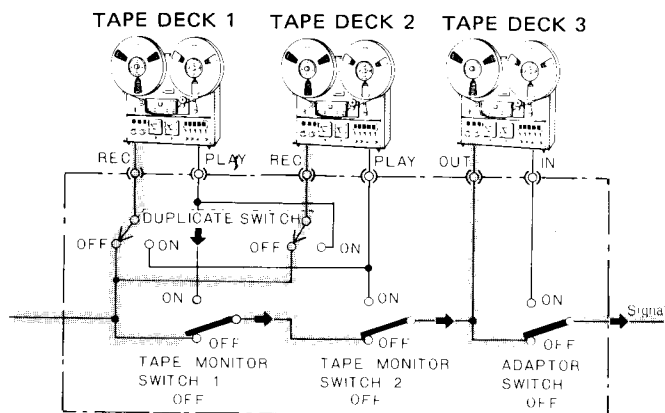 TAPE DECK 1 TAPE DECK 2 TAPE DECK 3
REC PLAY REC PLAY OUT IN
DUPLICATE SWITCH
OFF ON OFF ON
ON ON ON
Signal
OFF OFF OFF
TAPE MONITOR SWITCH 1 OFF
TAPE MONITOR SWITCH 2 OFF
ADAPTOR SWITCH OFF